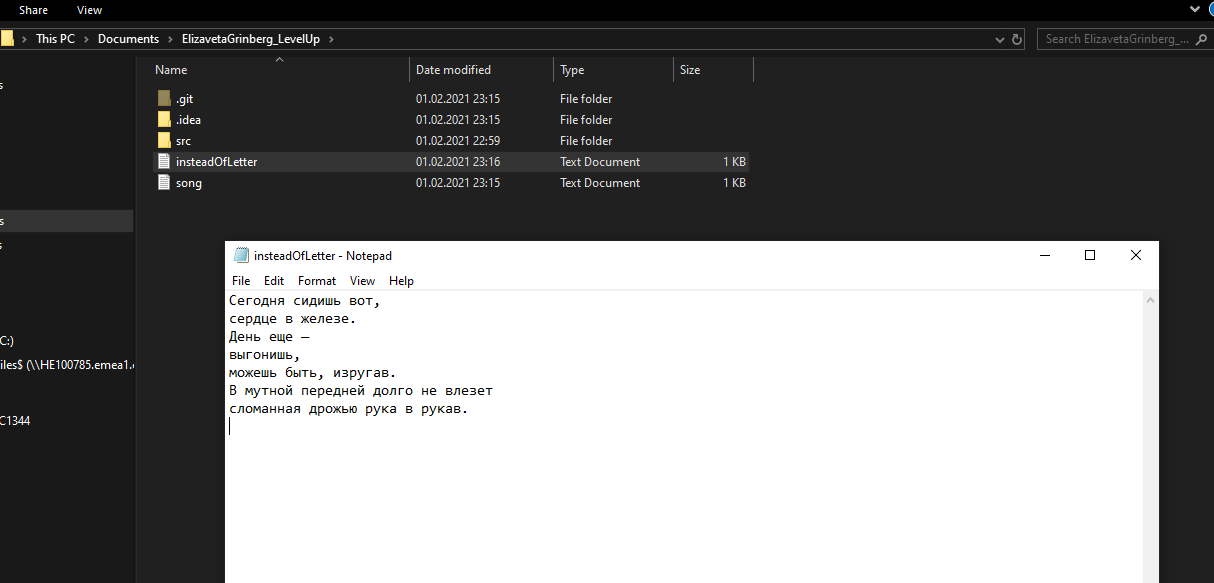 Share View
This PC Documents ElizavetaGrinberg_LevelUp Search ElizavetaGrinberg_...
Name Date modified Type Size
s
.git 01.02.2021 23:15 File folder
.idea 01.02.2021 23:15 File folder
src 01.02.2021 22:59 File folder
insteadOfLetter 01.02.2021 23:16 Text Document 1 KB
song 01.02.2021 23:15 Text Document 1 KB
s
s
C:)
iles$ (\\HE100785.emea1.
C1344
insteadOfLetter - Notepad
File Edit Format View Help
Сегодня сидишь вот,
сердце в железе.
День еще —
выгонишь,
можешь быть, изругав.
В мутной передней долго не влезет
сломанная дрожью рука в рукав.